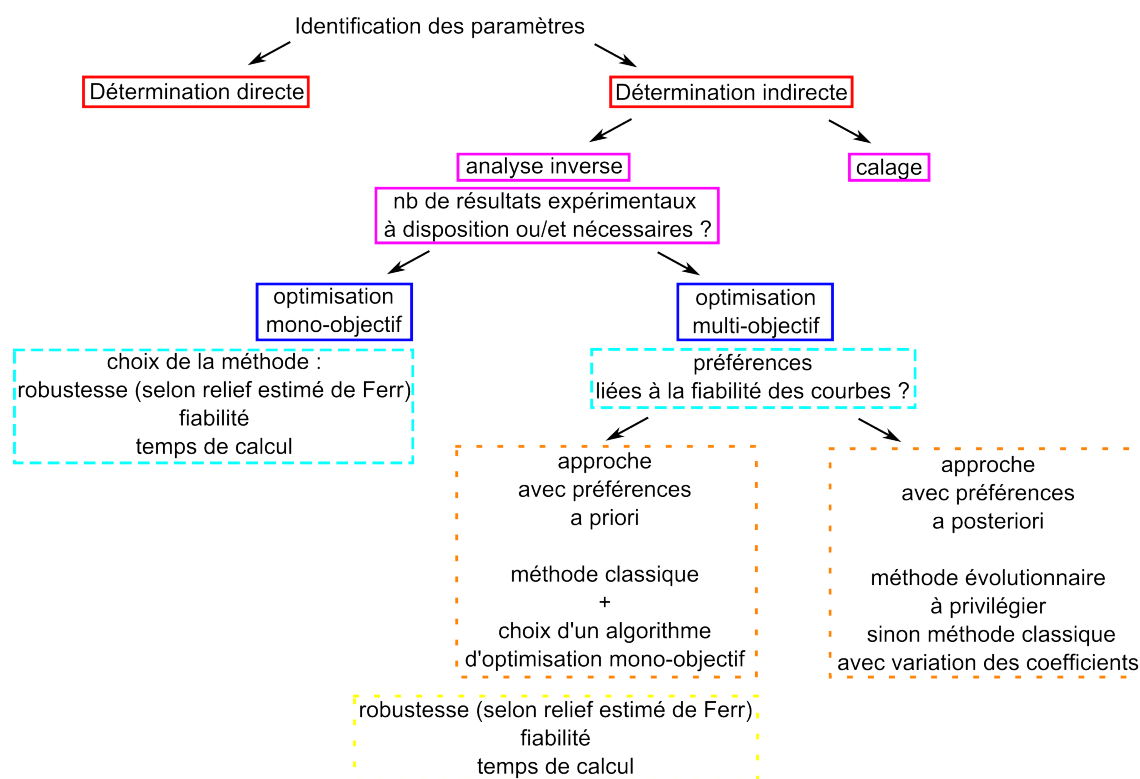 Identification des paramètres
Détermination directe
Détermination indirecte
analyse inverse
calage
nb de résultats expérimentaux
à disposition ou/et nécessaires ?
optimisation
mono-objectif
optimisation
multi-objectif
choix de la méthode :
robustesse (selon relief estimé de Ferr)
fiabilité
temps de calcul
préférences
liées à la fiabilité des courbes ?
approche
avec préférences
a priori
méthode classique
+
choix d'un algorithme
d'optimisation mono-objectif
approche
avec préférences
a posteriori
méthode évolutionnaire
à privilégier
sinon méthode classique
avec variation des coefficients
robustesse (selon relief estimé de Ferr)
fiabilité
temps de calcul